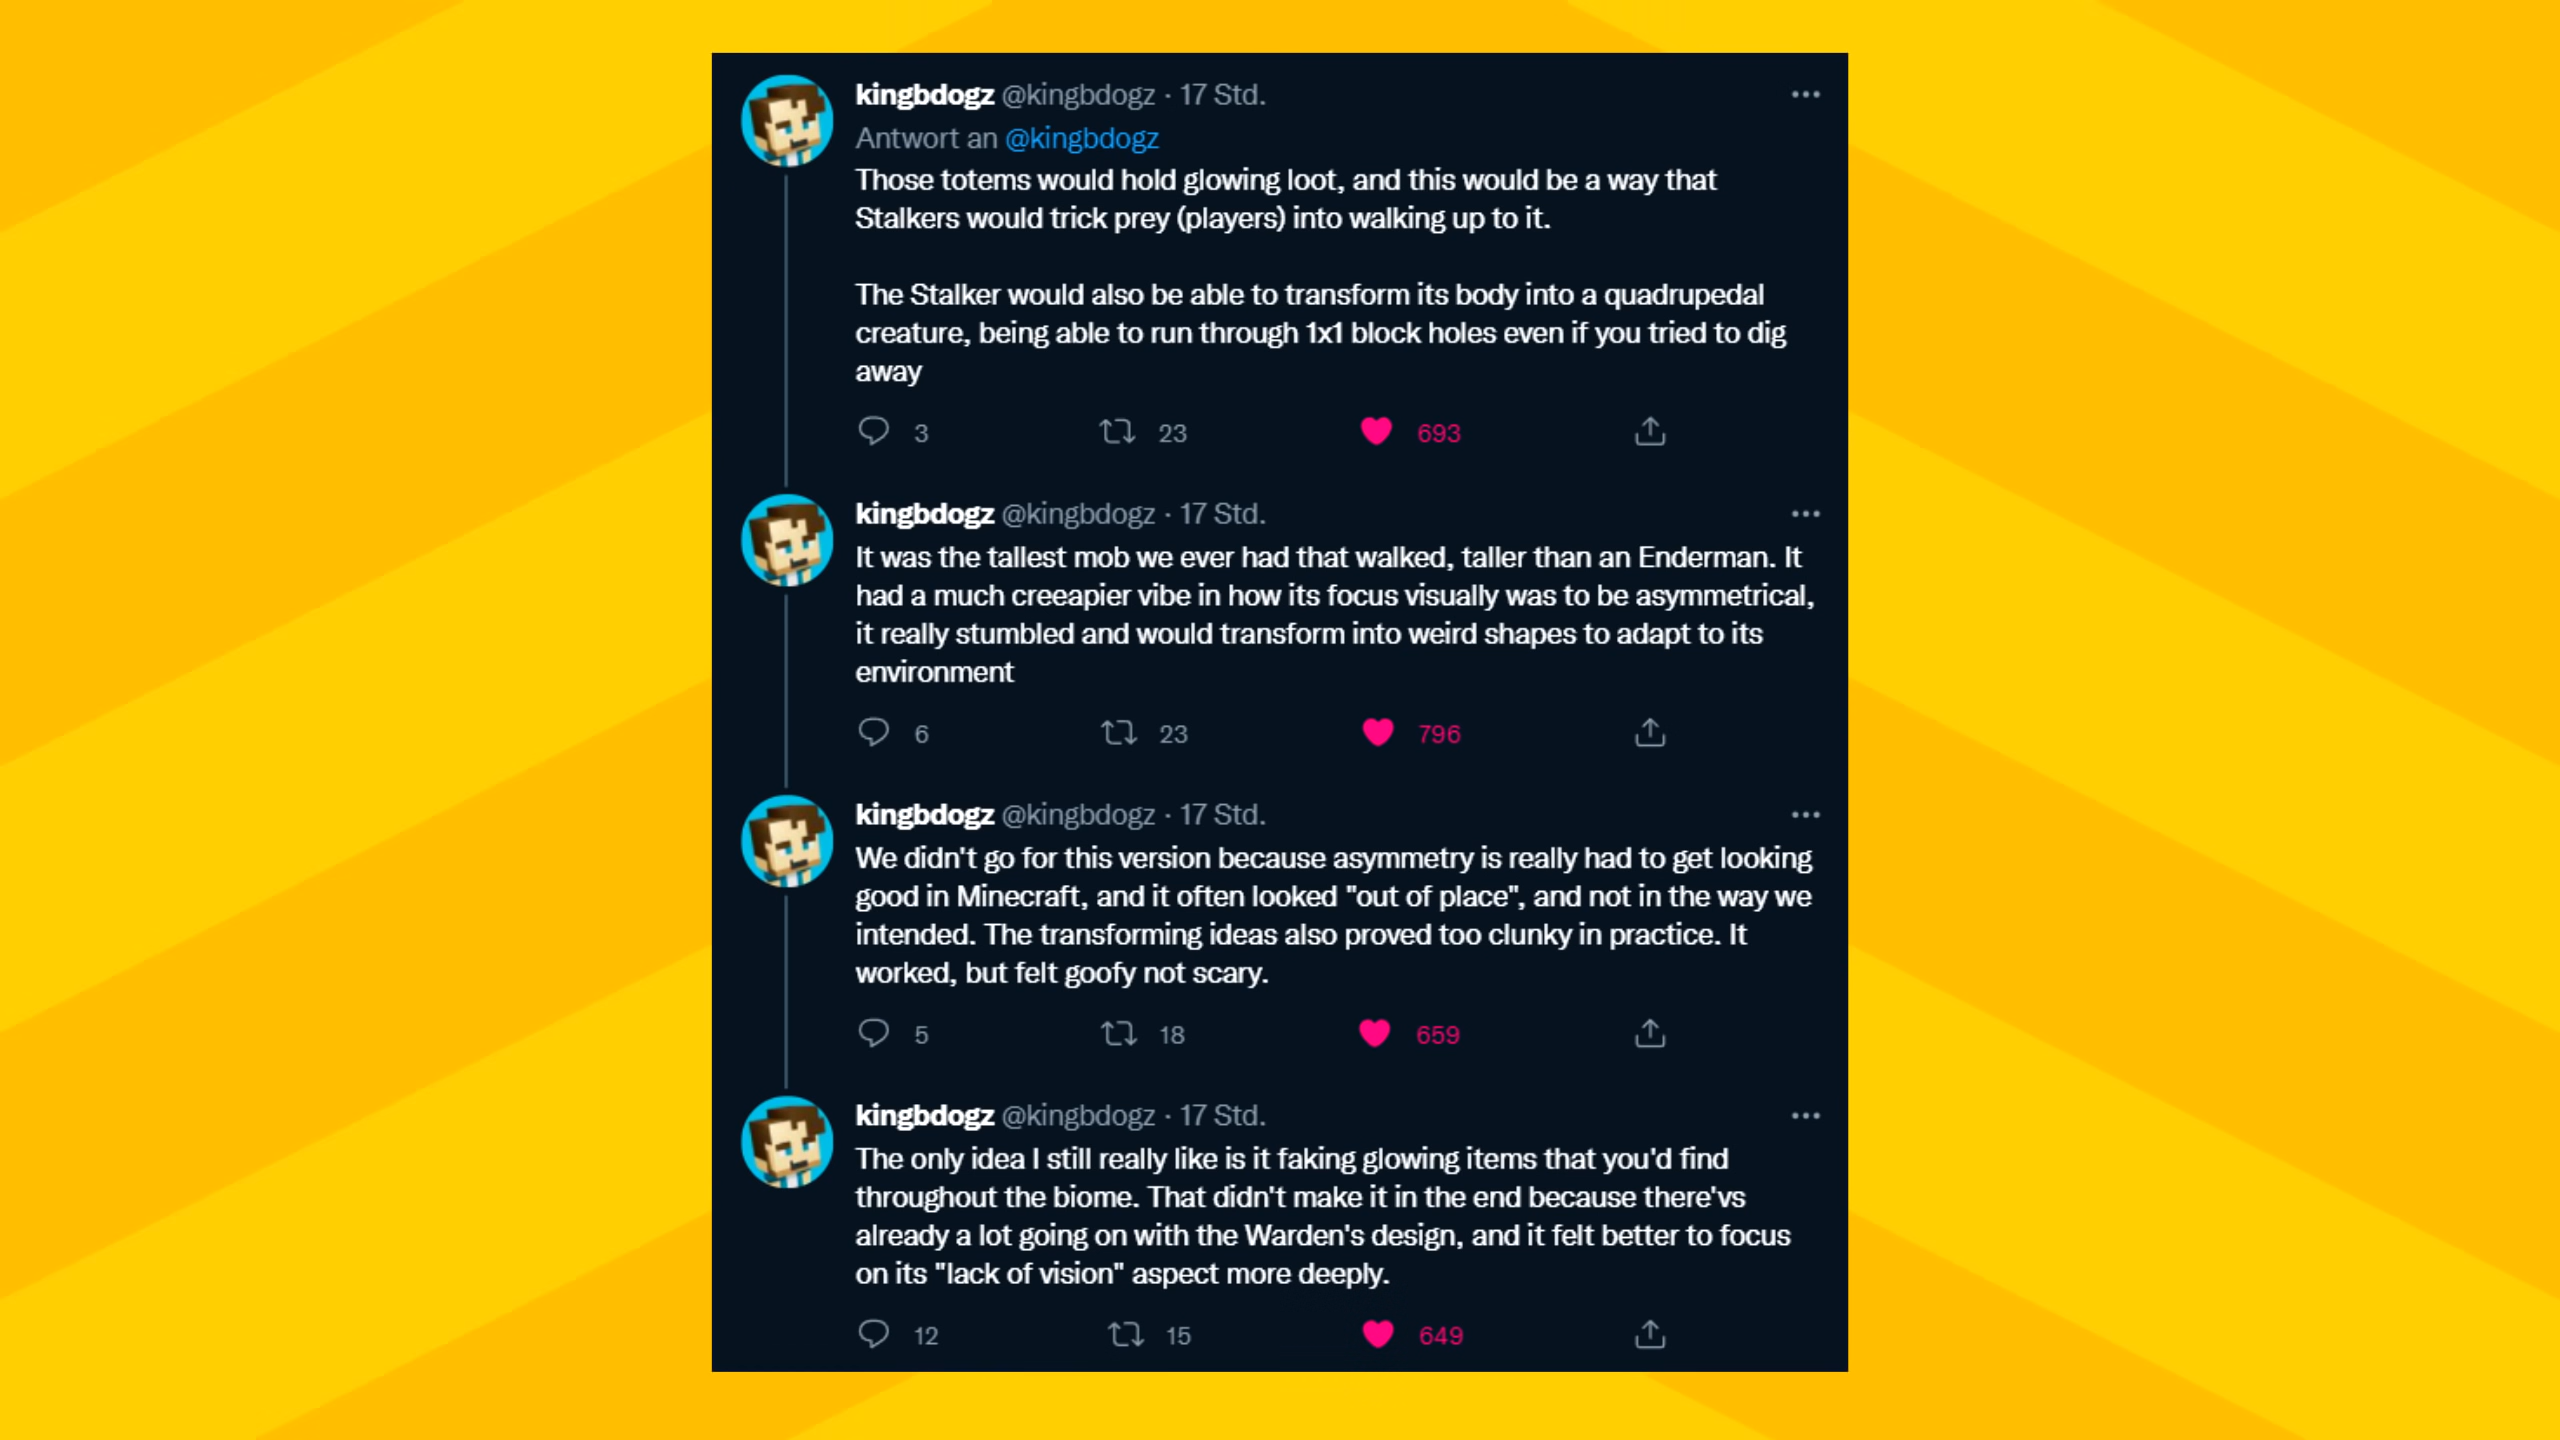 kingbdogz @kingbdogz · 17 Std.
Antwort an @kingbdogz
Those totems would hold glowing loot, and this would be a way that
Stalkers would trick prey (players) into walking up to it.
The Stalker would also be able to transform its body into a quadrupedal
creature, being able to run through 1x1 block holes even if you tried to dig
away
3 23 693
kingbdogz @kingbdogz · 17 Std.
It was the tallest mob we ever had that walked, taller than an Enderman. It
had a much creeapier vibe in how its focus visually was to be asymmetrical,
it really stumbled and would transform into weird shapes to adapt to its
environment
6 23 796
kingbdogz @kingbdogz · 17 Std.
We didn't go for this version because asymmetry is really had to get looking
good in Minecraft, and it often looked "out of place", and not in the way we
intended. The transforming ideas also proved too clunky in practice. It
worked, but felt goofy not scary.
5 18 659
kingbdogz @kingbdogz · 17 Std.
The only idea I still really like is it faking glowing items that you'd find
throughout the biome. That didn't make it in the end because there'vs
already a lot going on with the Warden's design, and it felt better to focus
on its "lack of vision" aspect more deeply.
12 15 649